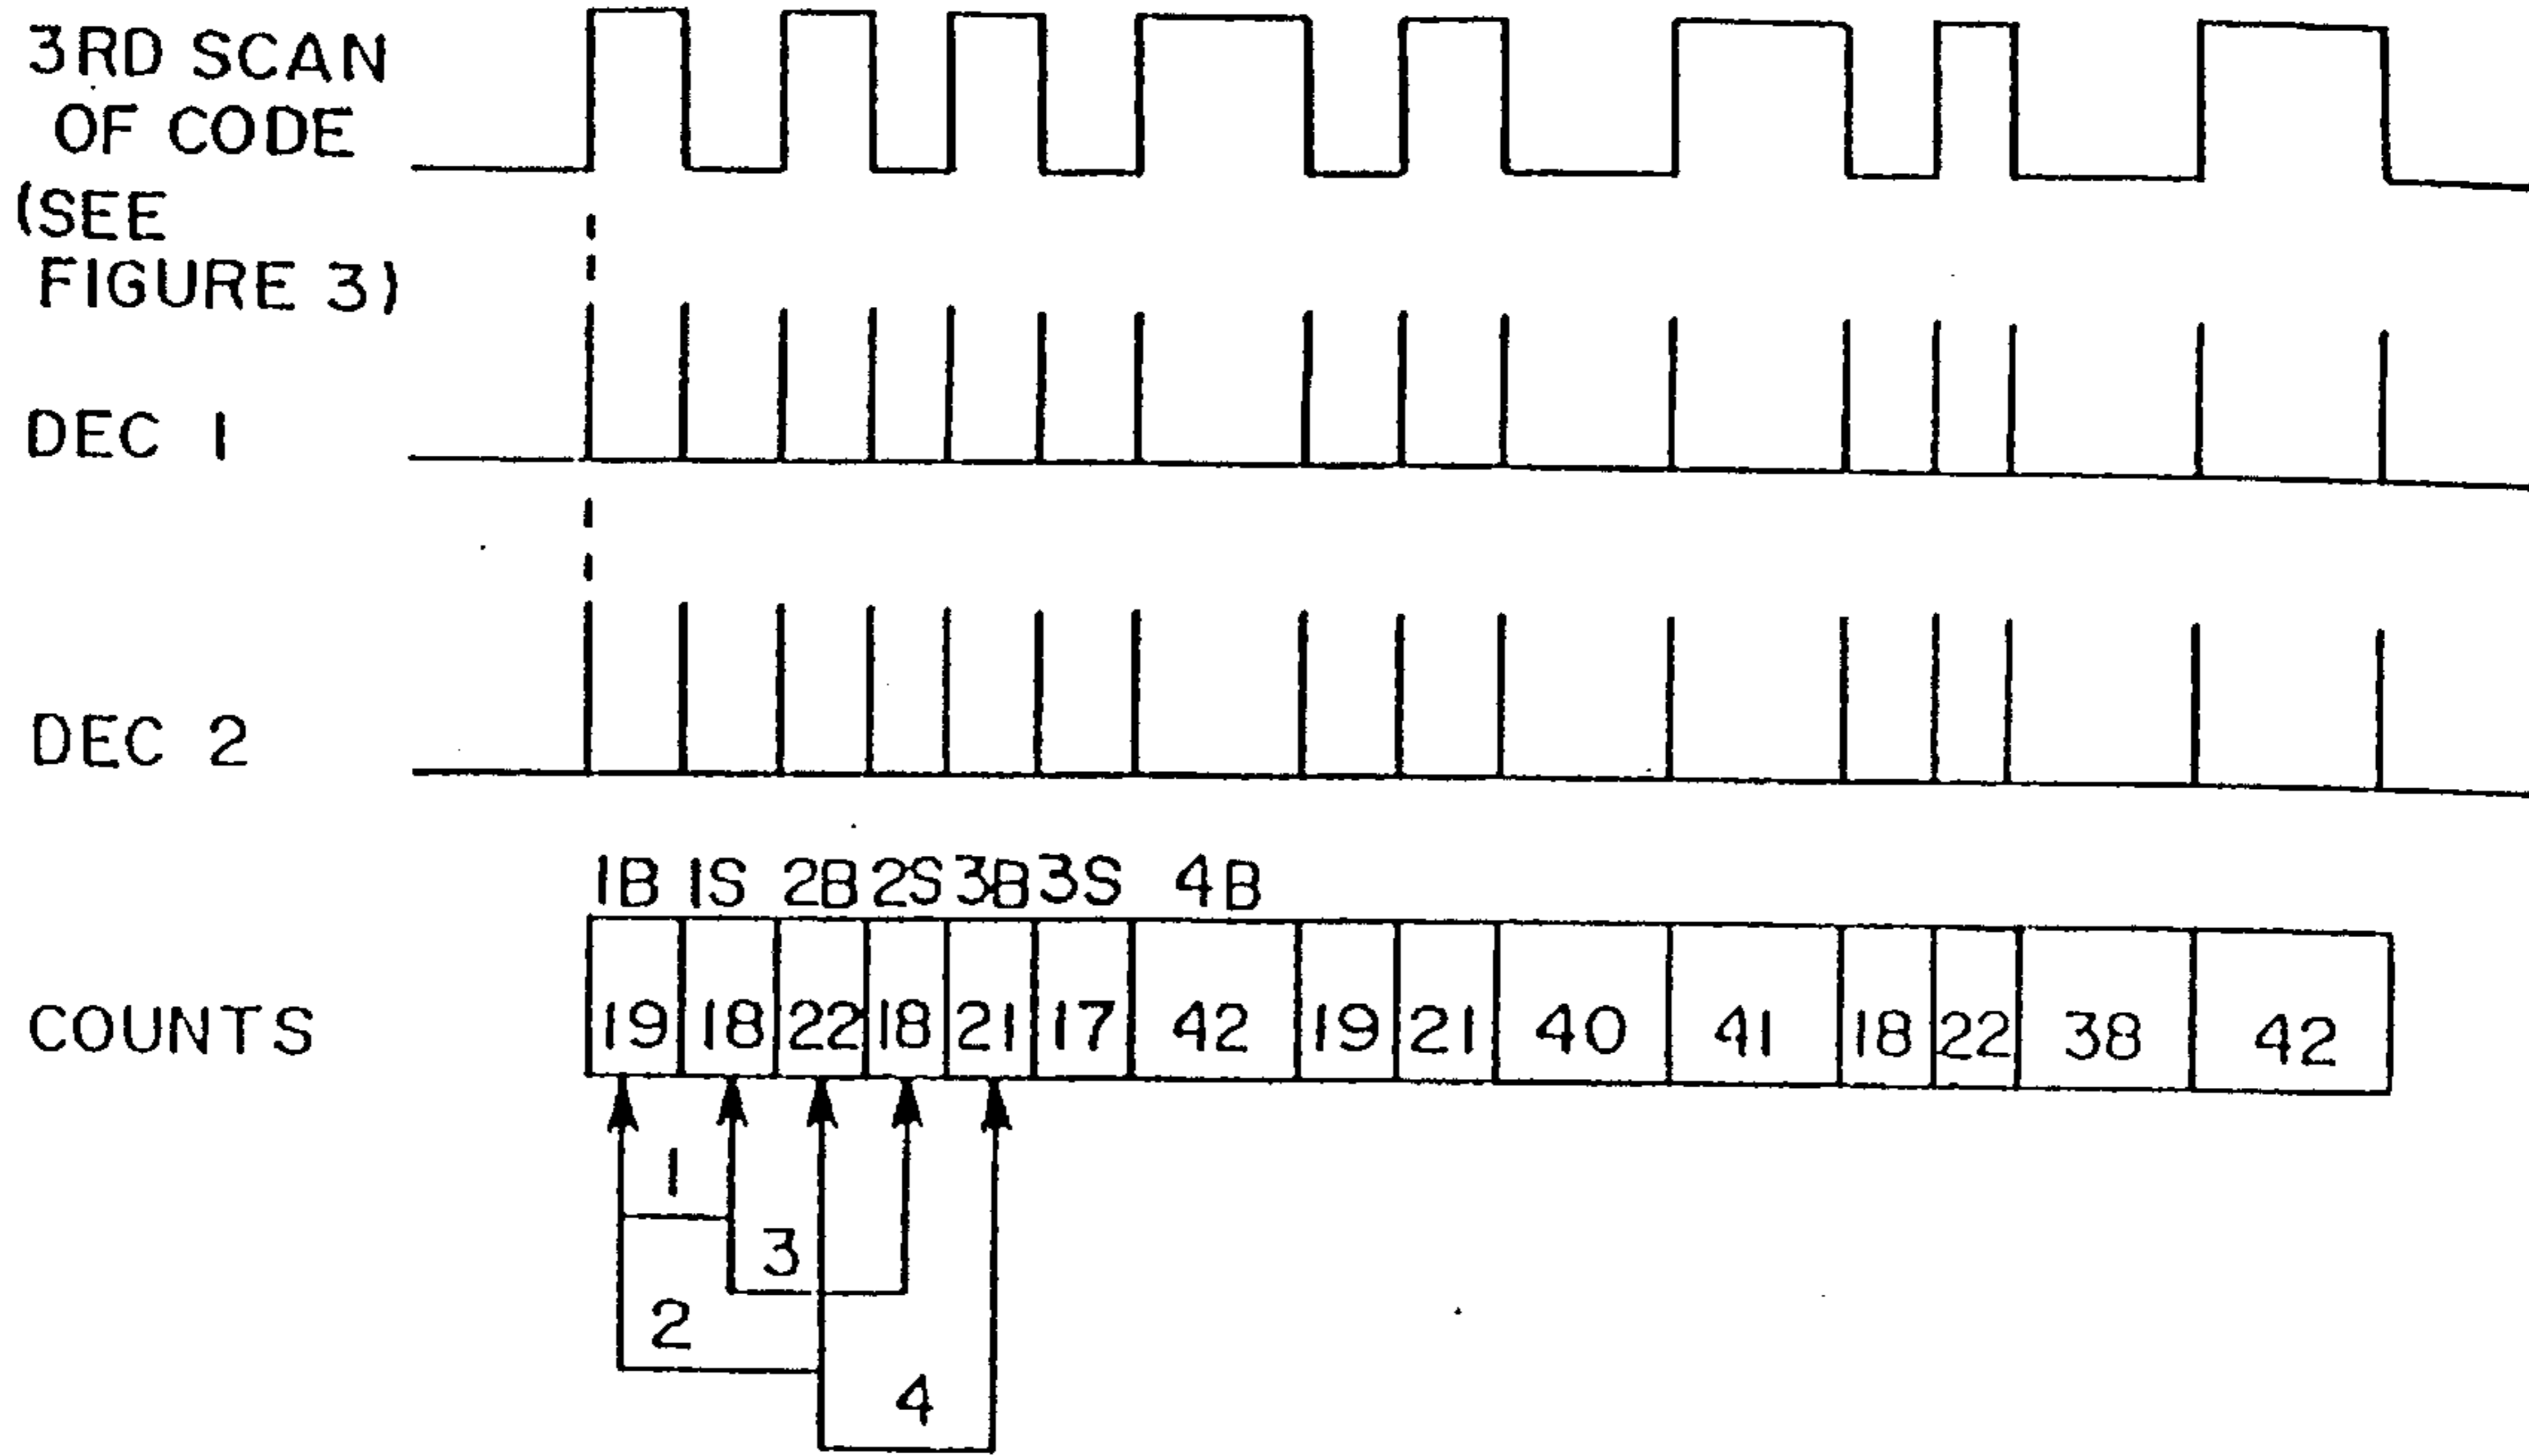 3RD SCAN
OF CODE
(SEE
FIGURE 3)
DEC 1
DEC 2
1B 1S 2B 2S 3B 3S 4B
COUNTS 19 18 22 18 21 17 42 19 21 40 41 18 22 38 42
1
3
2
4